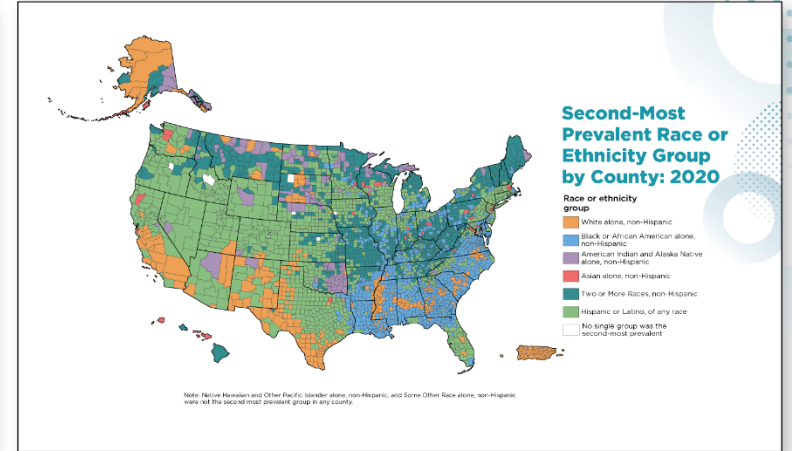 Second-Most
Prevalent Race or
Ethnicity Group
by County: 2020
Race or ethnicity
group
White alone, non-Hispanic
Black or African American alone,
non-Hispanic
American Indian and Alaska Native
alone, non-Hispanic
Asian alone, non-Hispanic
Two or More Races, non-Hispanic
Hispanic or Latino, of any race
No single group was the
second-most prevalent
Note: Native Hawaiian and Other Pacific Islander alone, non-Hispanic, and Some Other Race alone, non-Hispanic
were not the second most prevalent group in any county.